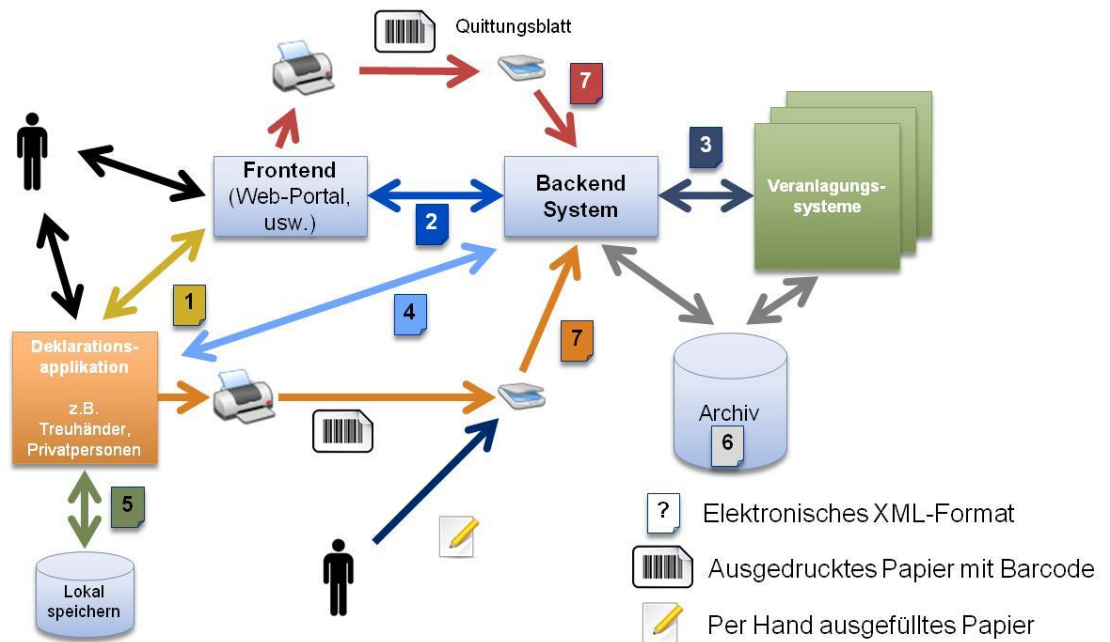 Quittungsblatt
7
3
Frontend
(Web-Portal,
usw.)
2
Backend
System
Veranlagungs-
systeme
1
4
7
Deklarations-
applikation
z.B.
Treuhänder,
Privatpersonen
Archiv
6
5
Lokal
speichern
? Elektronisches XML-Format
Ausgedrucktes Papier mit Barcode
Per Hand ausgefülltes Papier